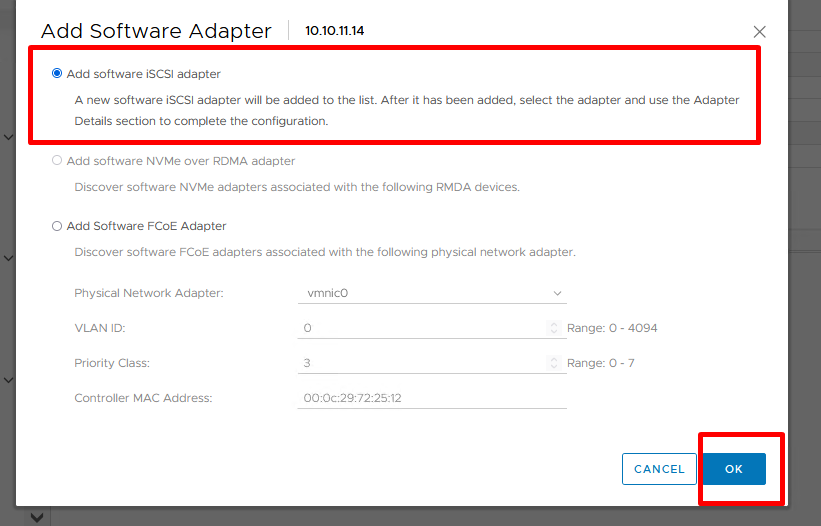 Add Software Adapter 10.10.11.14
Add software iSCSI adapter
A new software iSCSI adapter will be added to the list. After it has been added, select the adapter and use the Adapter
Details section to complete the configuration.
Add software NVMe over RDMA adapter
Discover software NVMe adapters associated with the following RMDA devices.
Add Software FCoE Adapter
Discover software FCoE adapters associated with the following physical network adapter.
Physical Network Adapter: vmnic0
VLAN ID: 0 Range: 0 - 4094
Priority Class: 3 Range: 0 - 7
Controller MAC Address: 00:0c:29:72:25:12
CANCEL OK